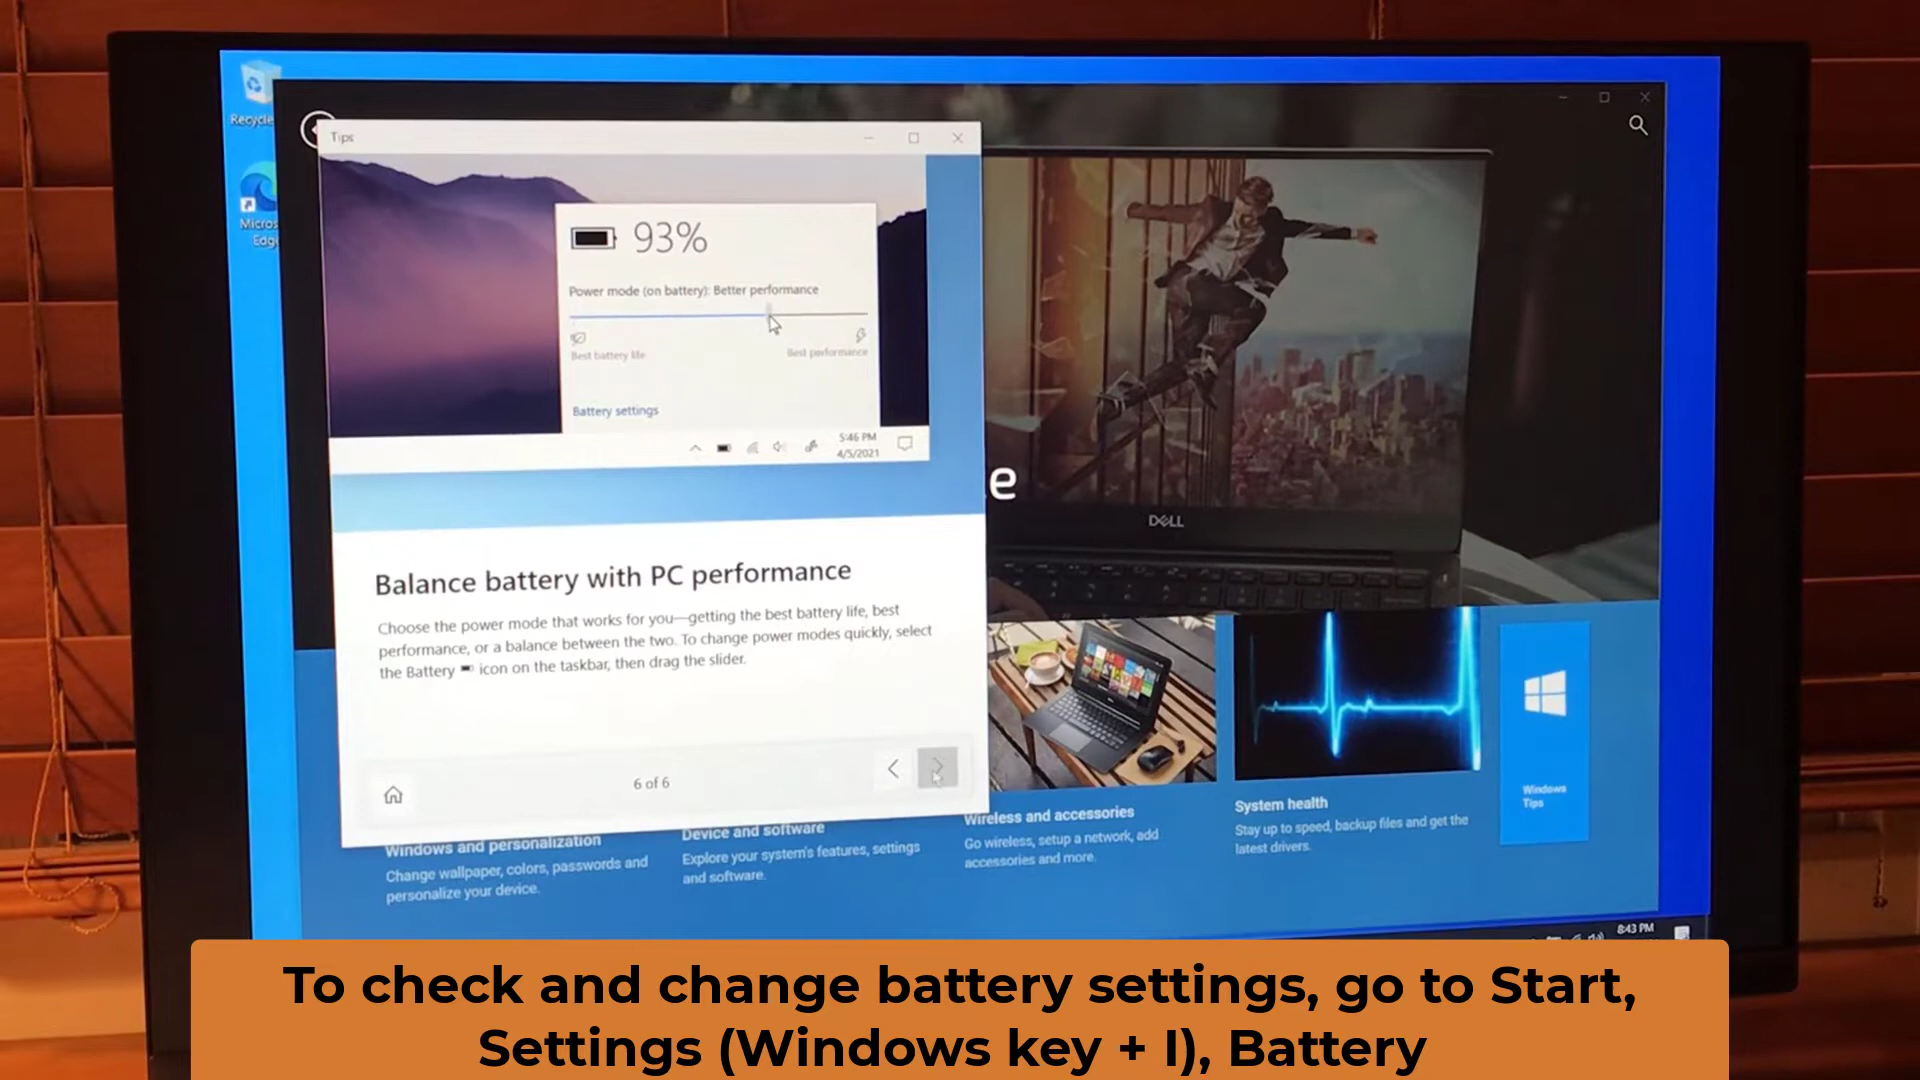 Recycle
Micros
Edge
Tips
93%
Power mode (on battery): Better performance
Best battery life
Best performance
Battery settings
5:46 PM
4/5/2021
e
DELL
Balance battery with PC performance
Choose the power mode that works for you—getting the best battery life, best
performance, or a balance between the two. To change power modes quickly, select
the Battery icon on the taskbar, then drag the slider.
6 of 6
Windows and personalization
Change wallpaper, colors, passwords and
personalize your device.
Device and software
Explore your system's features, settings
and software.
Wireless and accessories
Go wireless, setup a network, add
accessories and more.
System health
Stay up to speed, backup files and get the
latest drivers.
Windows
Tips
8:43 PM
To check and change battery settings, go to Start,
Settings (Windows key + I), Battery